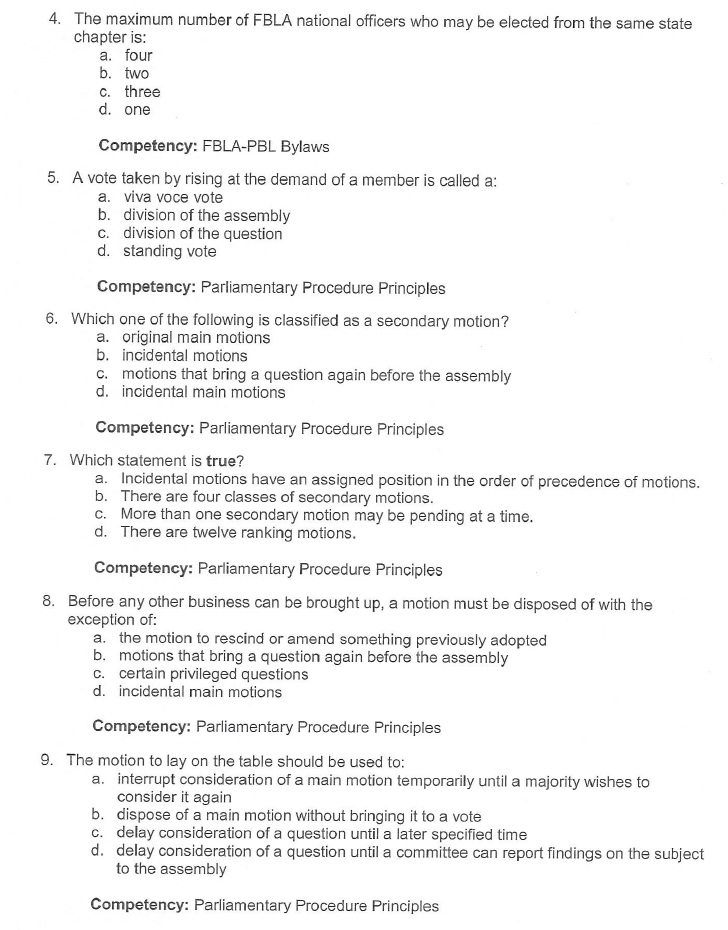 4. The maximum number of FBLA national officers who may be elected from the same state
chapter is:
a. four
b. two
c. three
d. one
Competency: FBLA-PBL Bylaws
5. A vote taken by rising at the demand of a member is called a:
a. viva voce vote
b. division of the assembly
c. division of the question
d. standing vote
Competency: Parliamentary Procedure Principles
6. Which one of the following is classified as a secondary motion?
a. original main motions
b. incidental motions
c. motions that bring a question again before the assembly
d. incidental main motions
Competency: Parliamentary Procedure Principles
7. Which statement is true?
a. Incidental motions have an assigned position in the order of precedence of motions.
b. There are four classes of secondary motions.
c. More than one secondary motion may be pending at a time.
d. There are twelve ranking motions.
Competency: Parliamentary Procedure Principles
8. Before any other business can be brought up, a motion must be disposed of with the
exception of:
a. the motion to rescind or amend something previously adopted
b. motions that bring a question again before the assembly
c. certain privileged questions
d. incidental main motions
Competency: Parliamentary Procedure Principles
9. The motion to lay on the table should be used to:
a. interrupt consideration of a main motion temporarily until a majority wishes to
consider it again
b. dispose of a main motion without bringing it to a vote
c. delay consideration of a question until a later specified time
d. delay consideration of a question until a committee can report findings on the subject
to the assembly
Competency: Parliamentary Procedure Principles